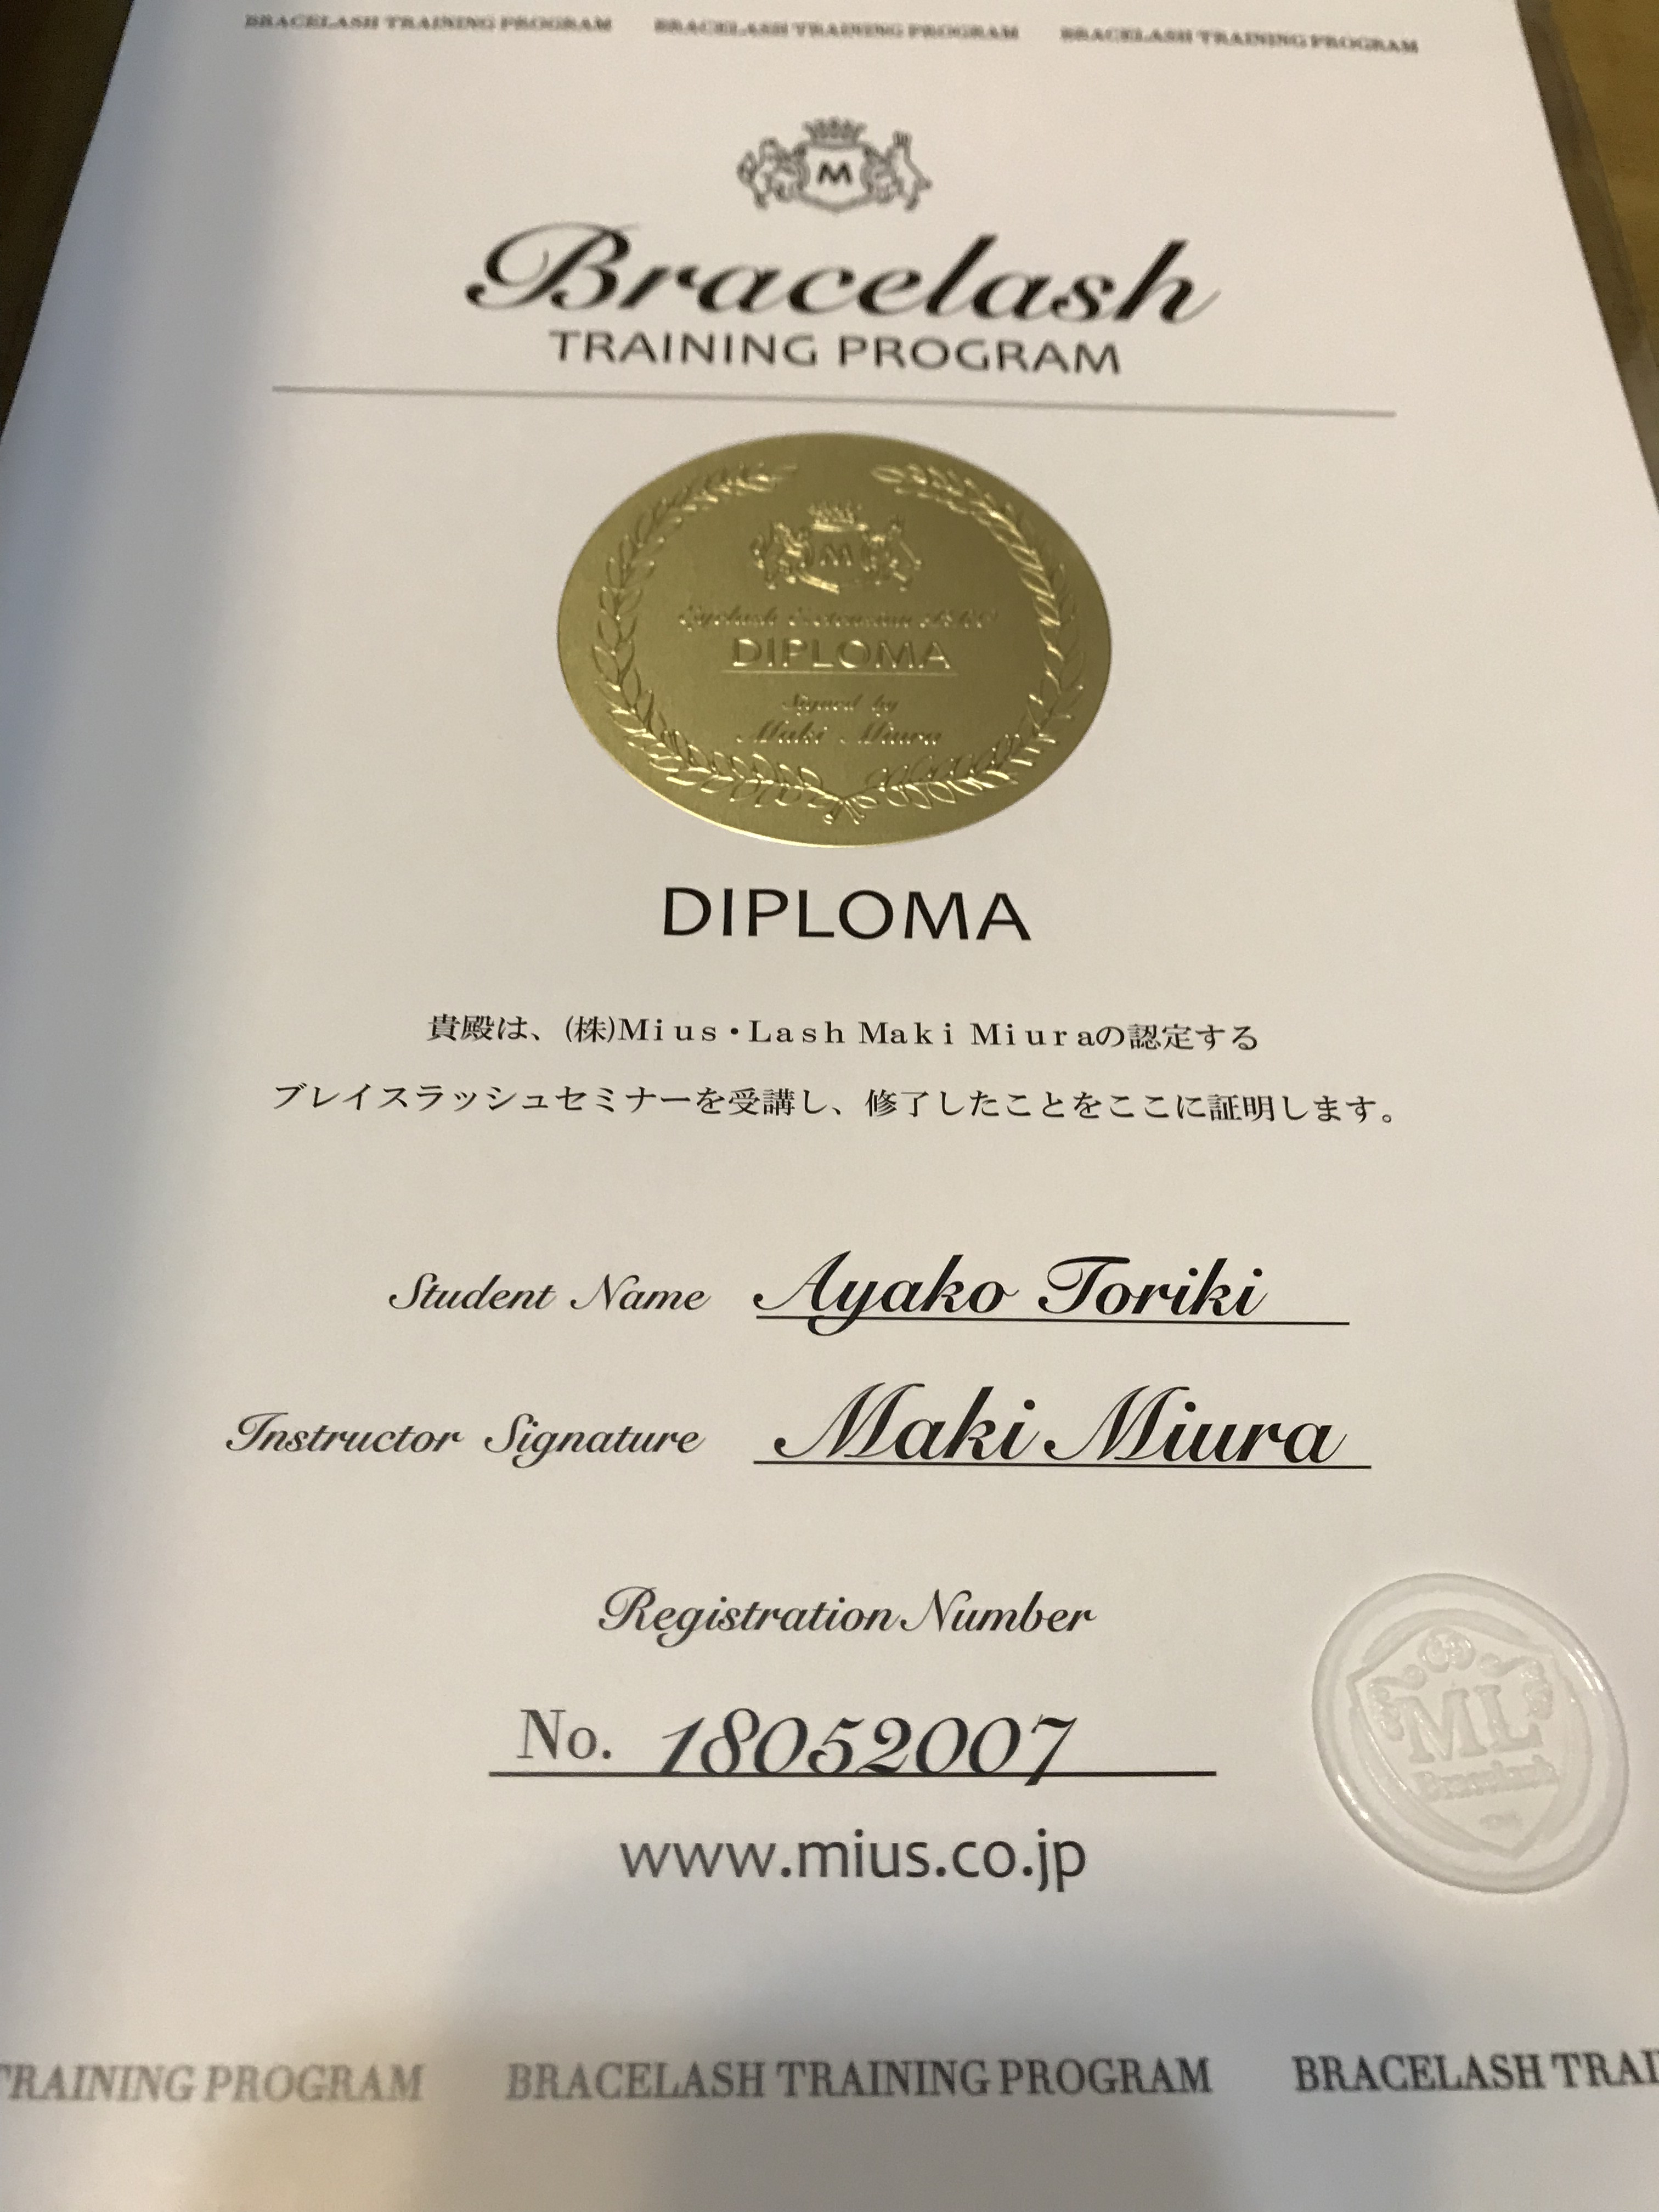 BRACELASH TRAINING PROGRAM BRACELASH TRAINING PROGRAM BRACELASH TRAINING PROGRAM
M
Bracelash
TRAINING PROGRAM
M
Eyelash Extension
DIPLOMA
Signed by
Maki Miura
DIPLOMA
貴殿は、(株)Mius・Lash Maki Miuraの認定する
ブレイスラッシュセミナーを受講し、修了したことをここに証明します。
Student Name Ayako Toriki
Instructor Signature Maki Miura
Registration Number
No. 18052007
ML
Bracelash
www.mius.co.jp
TRAINING PROGRAM BRACELASH TRAINING PROGRAM BRACELASH TRAI